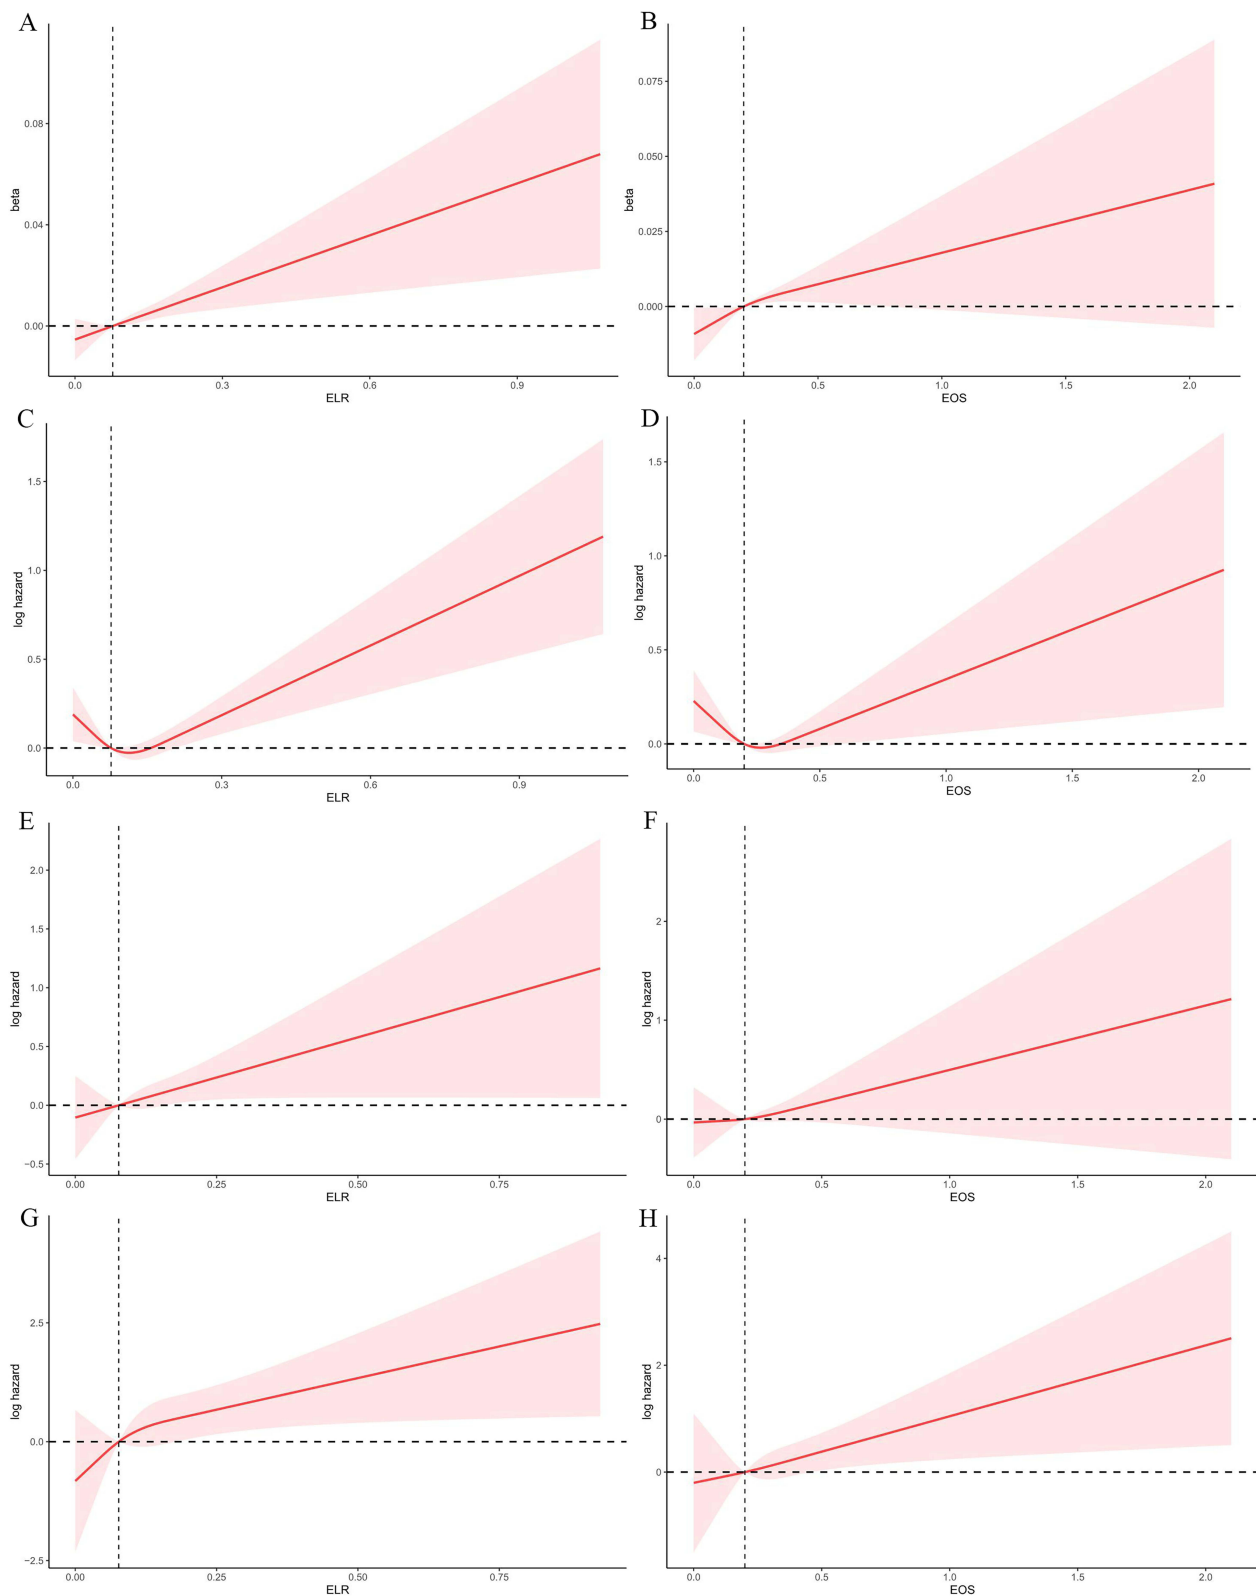 A
beta
0.08
0.04
0.00
0.0 0.3 0.6 0.9
ELR
B
beta
0.075
0.050
0.025
0.000
0.0 0.5 1.0 1.5 2.0
EOS
C
log hazard
1.5
1.0
0.5
0.0
0.0 0.3 0.6 0.9
ELR
D
log hazard
1.5
1.0
0.5
0.0
0.0 0.5 1.0 1.5 2.0
EOS
E
log hazard
2.0
1.5
1.0
0.5
0.0
−0.5
0.00 0.25 0.50 0.75
ELR
F
log hazard
2
1
0
0.0 0.5 1.0 1.5 2.0
EOS
G
log hazard
2.5
0.0
−2.5
0.00 0.25 0.50 0.75
ELR
H
log hazard
4
2
0
0.0 0.5 1.0 1.5 2.0
EOS